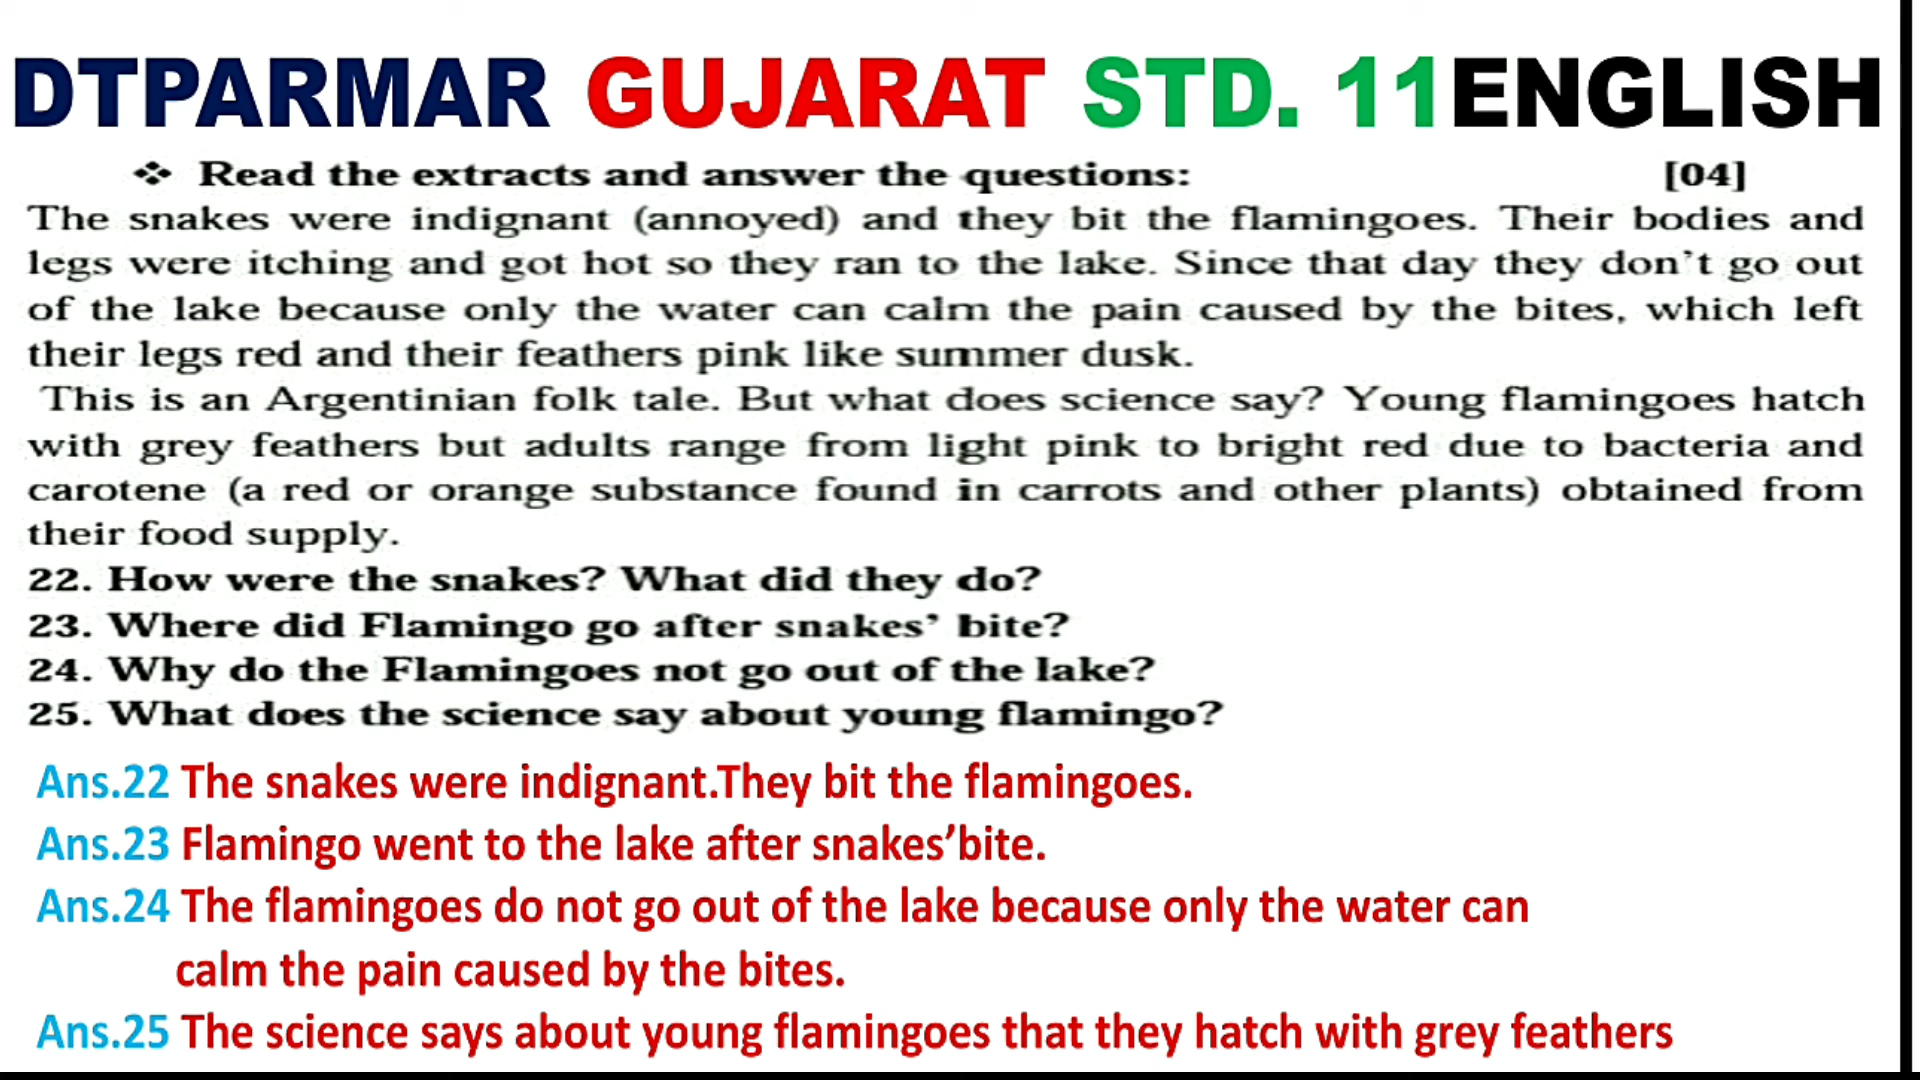 DTPARMAR GUJARAT STD. 11ENGLISH
❖ Read the extracts and answer the questions: [04]
The snakes were indignant (annoyed) and they bit the flamingoes. Their bodies and
legs were itching and got hot so they ran to the lake. Since that day they don't go out
of the lake because only the water can calm the pain caused by the bites, which left
their legs red and their feathers pink like summer dusk.
This is an Argentinian folk tale. But what does science say? Young flamingoes hatch
with grey feathers but adults range from light pink to bright red due to bacteria and
carotene (a red or orange substance found in carrots and other plants) obtained from
their food supply.
22. How were the snakes? What did they do?
23. Where did Flamingo go after snakes' bite?
24. Why do the Flamingoes not go out of the lake?
25. What does the science say about young flamingo?
Ans.22 The snakes were indignant.They bit the flamingoes.
Ans.23 Flamingo went to the lake after snakes'bite.
Ans.24 The flamingoes do not go out of the lake because only the water can
calm the pain caused by the bites.
Ans.25 The science says about young flamingoes that they hatch with grey feathers